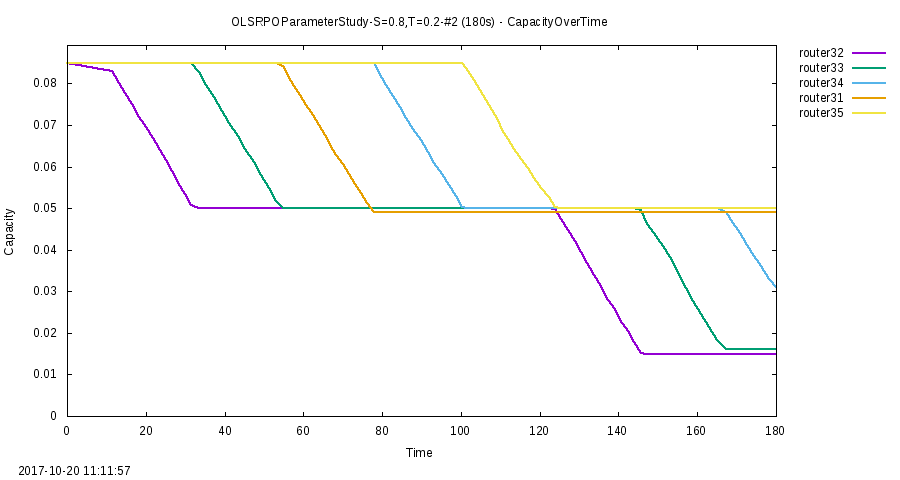 OLSRPOParameterStudy-S=0.8,T=0.2-#2 (180s) - CapacityOverTime
router32
router33
router34
router31
router35
0.08
0.07
0.06
0.05
0.04
0.03
0.02
0.01
0
Capacity
0 20 40 60 80 100 120 140 160 180
Time
2017-10-20 11:11:57